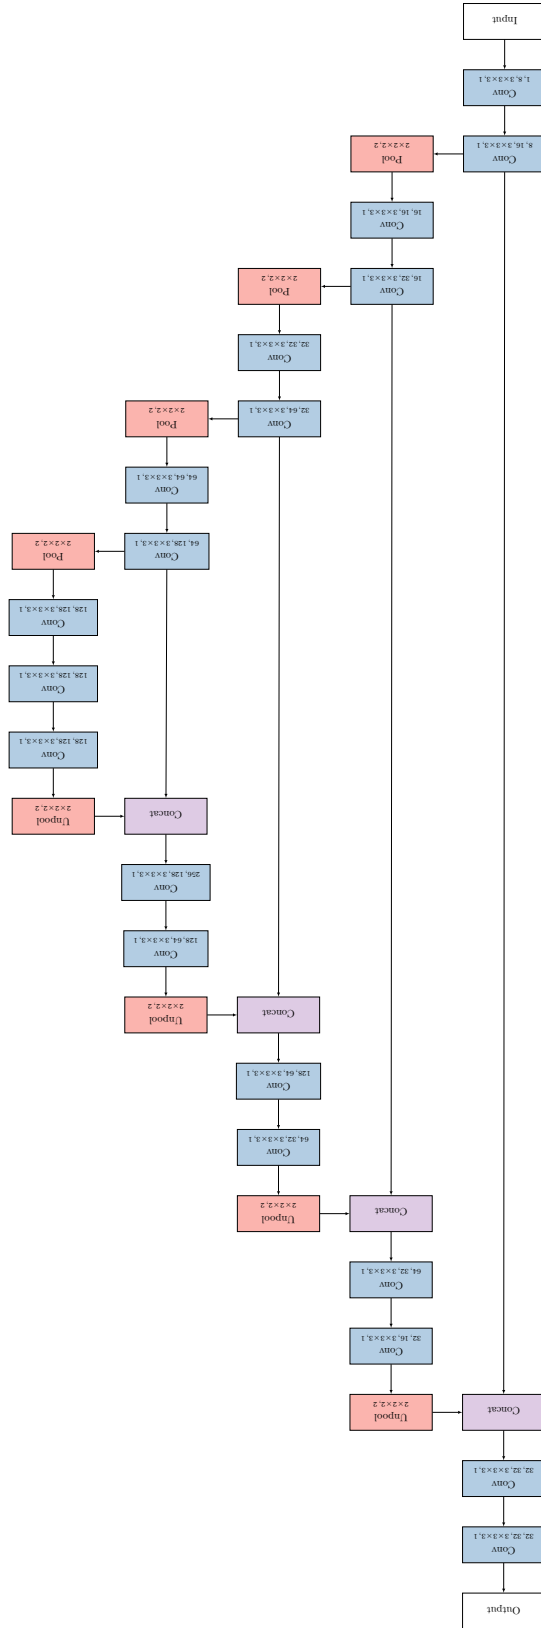 Output
Conv
32, 32, 3×3×3, 1
Conv
32, 32, 3×3×3, 1
Concat
Unpool
2×2×2, 2
Conv
32, 16, 3×3×3, 1
Conv
64, 32, 3×3×3, 1
Concat
Unpool
2×2×2, 2
Conv
64, 32, 3×3×3, 1
Conv
128, 64, 3×3×3, 1
Concat
Unpool
2×2×2, 2
Conv
128, 64, 3×3×3, 1
Conv
256, 128, 3×3×3, 1
Concat
Unpool
2×2×2, 2
Conv
128, 128, 3×3×3, 1
Conv
128, 128, 3×3×3, 1
Conv
128, 128, 3×3×3, 1
Conv
64, 128, 3×3×3, 1
Pool
2×2×2, 2
Conv
64, 64, 3×3×3, 1
Conv
32, 64, 3×3×3, 1
Pool
2×2×2, 2
Conv
32, 32, 3×3×3, 1
Conv
16, 32, 3×3×3, 1
Pool
2×2×2, 2
Conv
16, 16, 3×3×3, 1
Conv
8, 16, 3×3×3, 1
Pool
2×2×2, 2
Conv
1, 8, 3×3×3, 1
Input